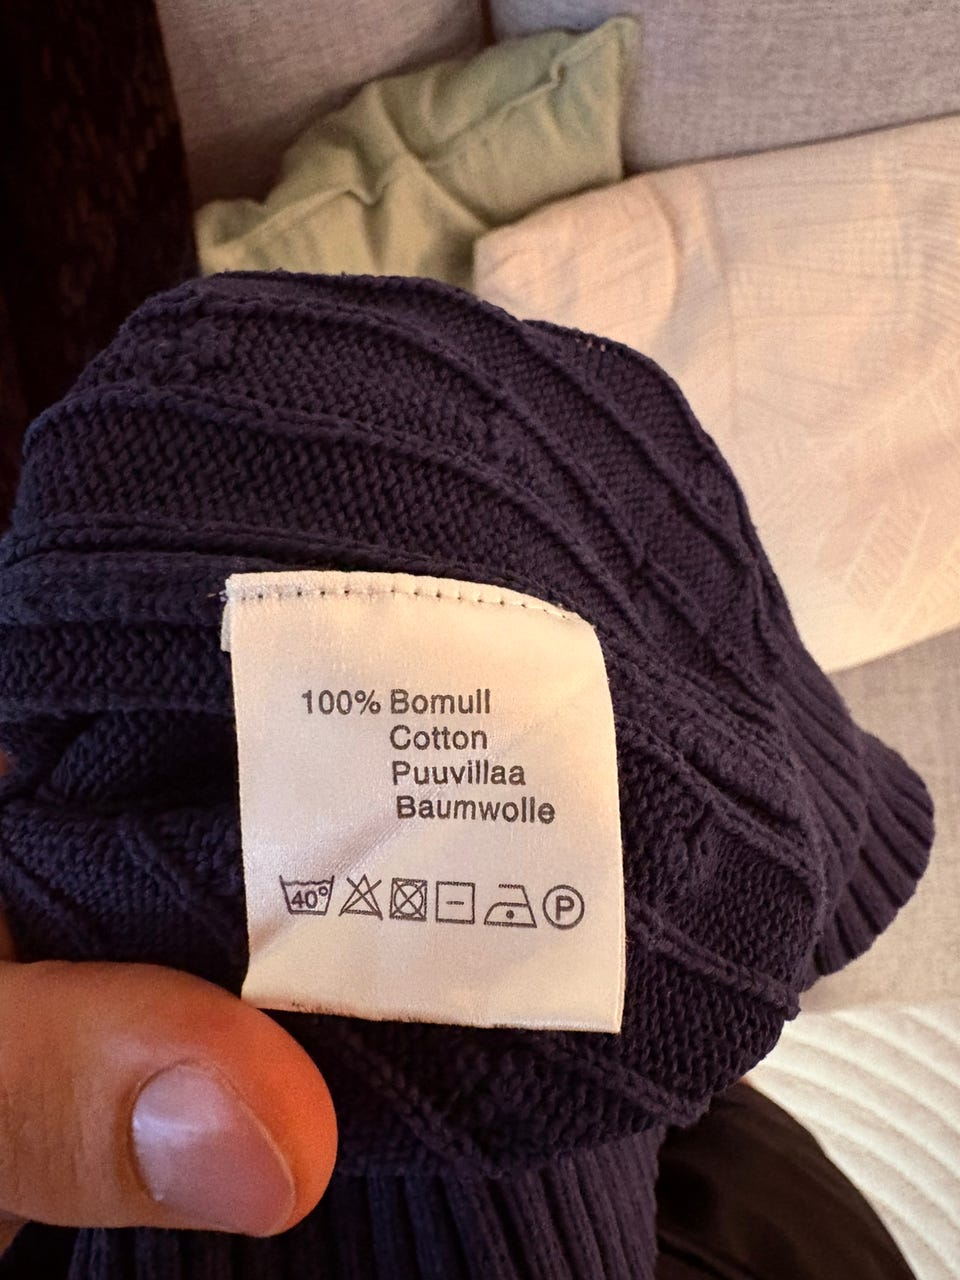 100% Bomull
Cotton
Puuvillaa
Baumwolle
40° P